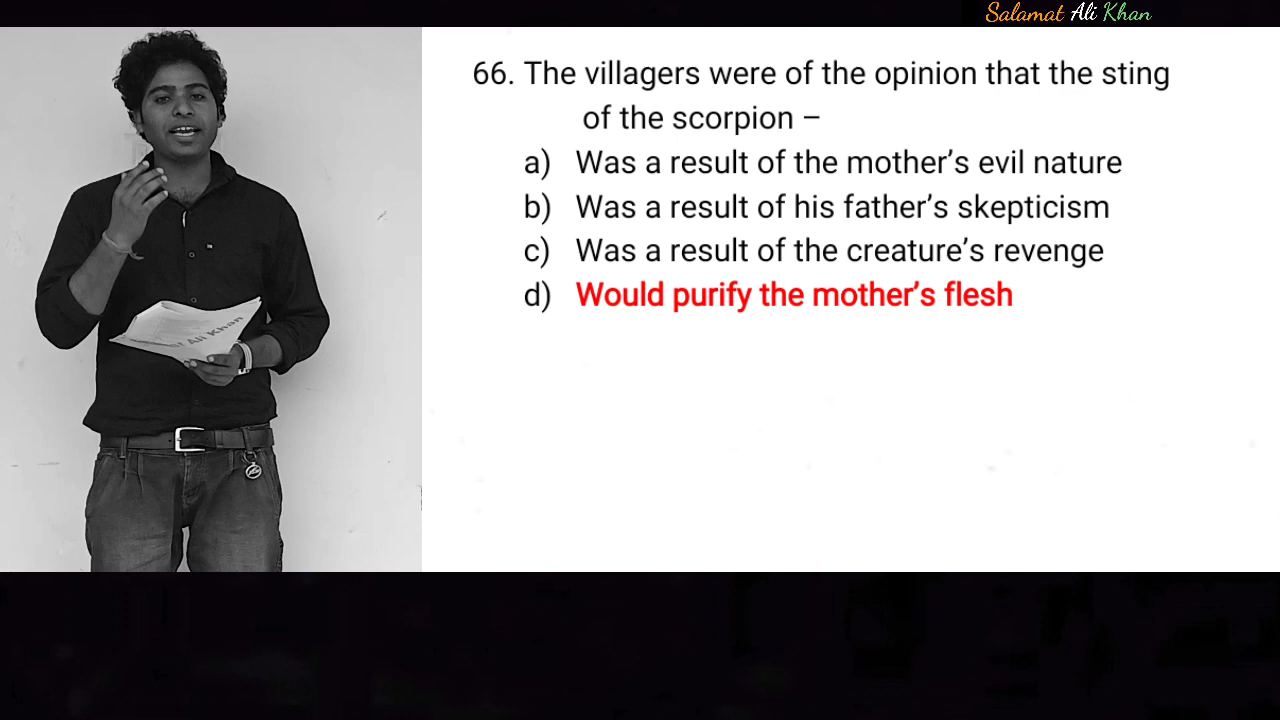 Salamat Ali Khan
66. The villagers were of the opinion that the sting
of the scorpion –
a) Was a result of the mother’s evil nature
b) Was a result of his father’s skepticism
c) Was a result of the creature’s revenge
d) Would purify the mother’s flesh
Ali Khan